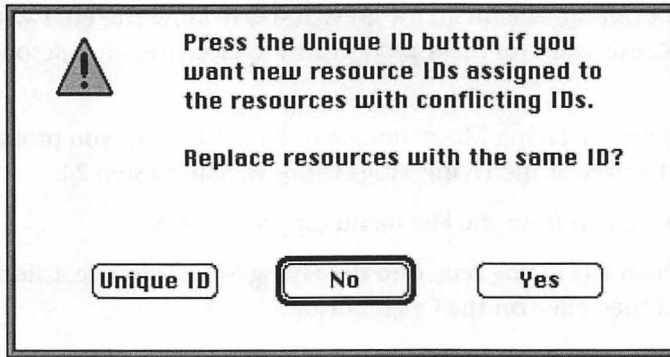 Press the Unique ID button if you
want new resource IDs assigned to
the resources with conflicting IDs.
Replace resources with the same ID?
Unique ID
No
Yes